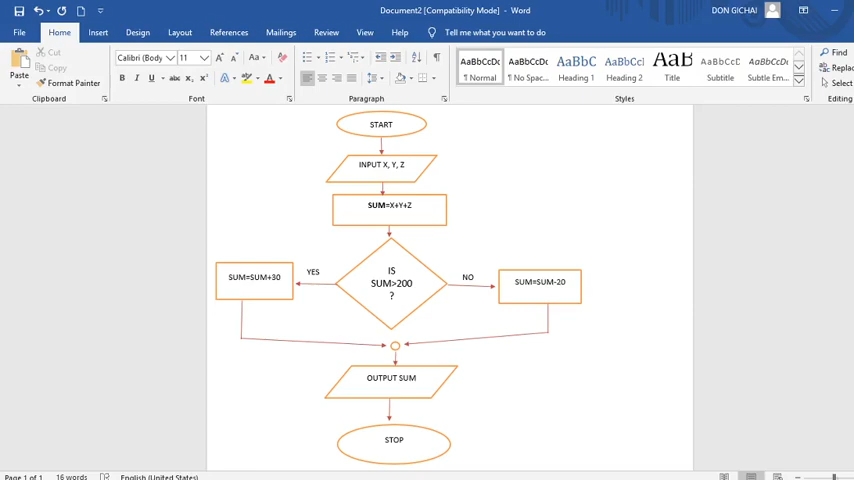 Document2 [Compatibility Mode] - Word
DON GICHAI
File Home Insert Design Layout References Mailings Review View Help Tell me what you want to do
Cut
Copy
Format Painter
Paste
Clipboard
Calibri (Body 11
Font
Paragraph
AaBbCcDc AaBbCcDc AaBbC AaBbCcl AaB AaBbCcD AaBbCcDc
¶ Normal ¶ No Spac... Heading 1 Heading 2 Title Subtitle Subtle Em...
Styles
Find
Replac
Select
START
INPUT X, Y, Z
SUM=X+Y+Z
IS
SUM>200
?
YES
NO
SUM=SUM+30
SUM=SUM-20
OUTPUT SUM
STOP
Page 1 of 1 16 words English (United States)